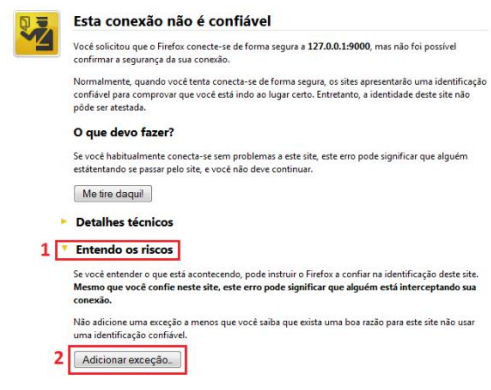 Esta conexão não é confiável
Você solicitou que o Firefox conecte-se de forma segura a 127.0.0.1:9000, mas não foi possível
confirmar a segurança da sua conexão.
Normalmente, quando você tenta conecta-se de forma segura, os sites apresentarão uma identificação
confiável para comprovar que você está indo ao lugar certo. Entretanto, a identidade deste site não
pôde ser atestada.
O que devo fazer?
Se você habitualmente conecta-se sem problemas a este site, este erro pode significar que alguém
estátentando se passar pelo site, e você não deve continuar.
Me tire daqui!
Detalhes técnicos
1 Entendo os riscos
Se você entender o que está acontecendo, pode instruir o Firefox a confiar na identificação deste site.
Mesmo que você confie neste site, este erro pode significar que alguém está interceptando sua
conexão.
Não adicione uma exceção a menos que você saiba que exista uma boa razão para este site não usar
uma identificação confiável.
2 Adicionar exceção...